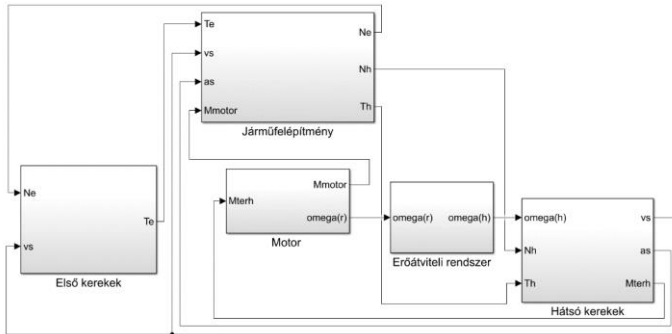 Te
vs
as
Mmotor
Ne
Nh
Th
Járműfelépítmény
Ne
vs
Te
Első kerekek
Mterh
Mmotor
omega(r)
Motor
omega(r)
omega(h)
Erőátviteli rendszer
omega(h)
Nh
Th
vs
as
Mterh
Hátsó kerekek